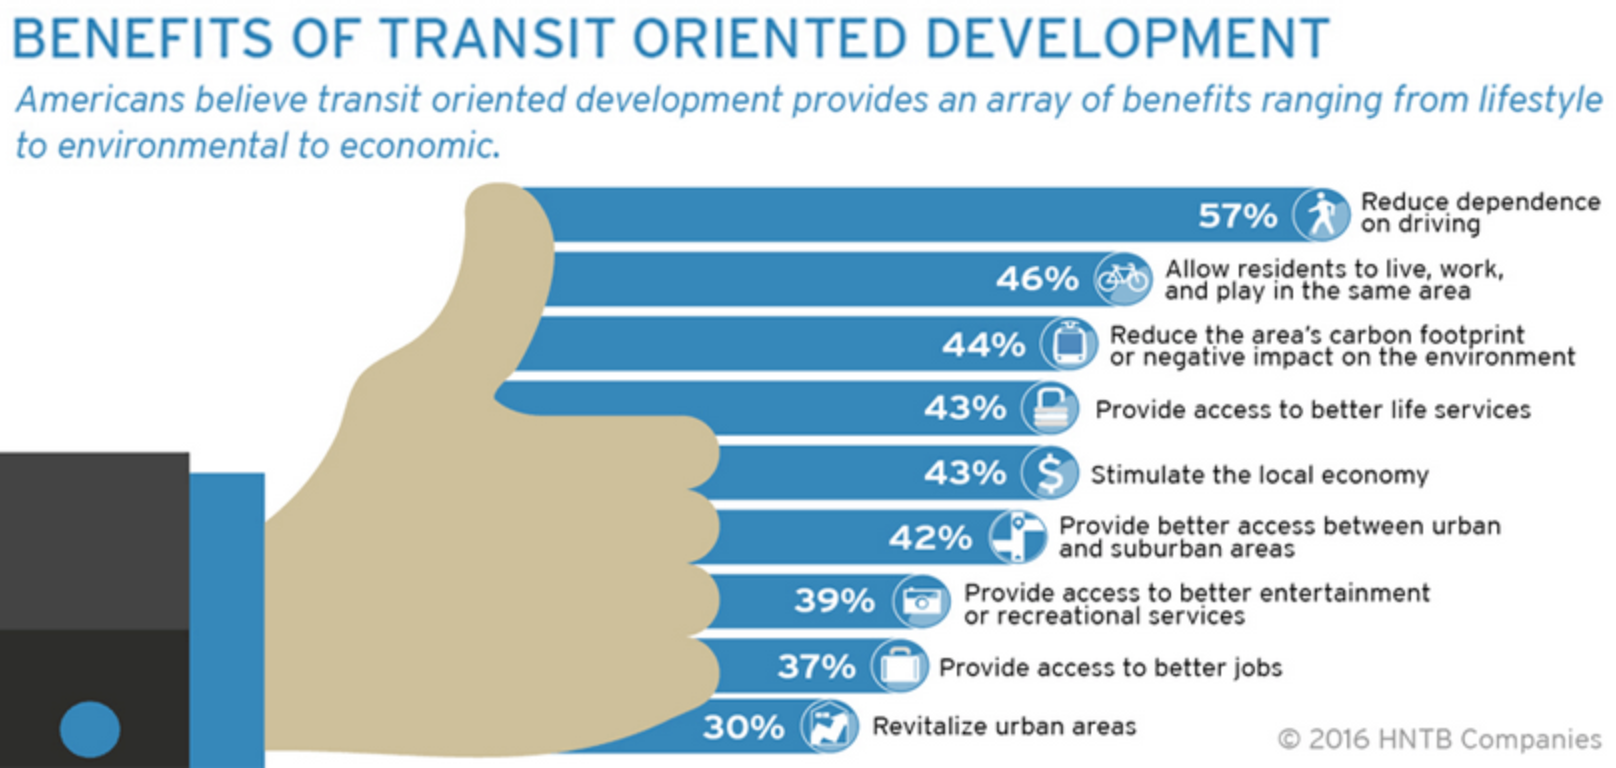 BENEFITS OF TRANSIT ORIENTED DEVELOPMENT
Americans believe transit oriented development provides an array of benefits ranging from lifestyle
to environmental to economic.
57%
Reduce dependence
on driving
46%
Allow residents to live, work,
and play in the same area
44%
Reduce the area's carbon footprint
or negative impact on the environment
43%
Provide access to better life services
43%
$
Stimulate the local economy
42%
Provide better access between urban
and suburban areas
39%
Provide access to better entertainment
or recreational services
37%
Provide access to better jobs
30%
Revitalize urban areas
© 2016 HNTB Companies